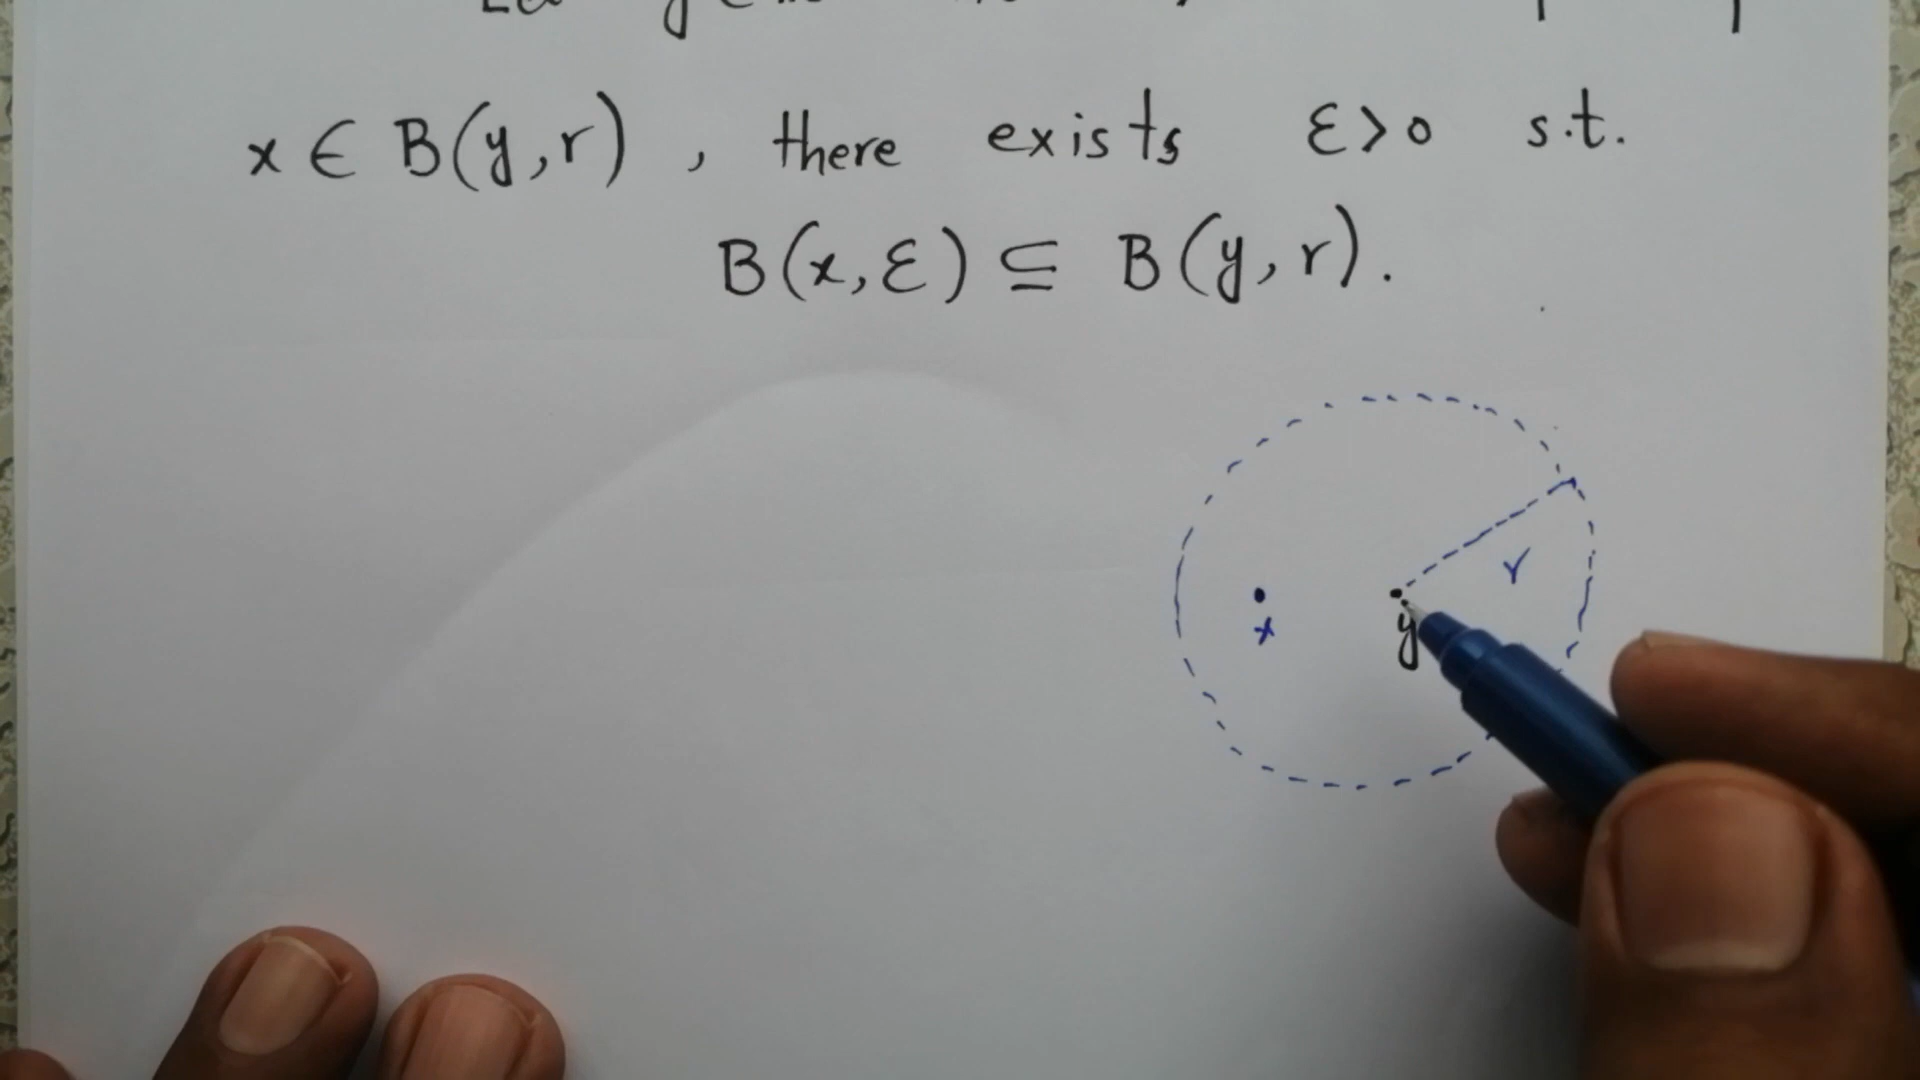 x ∈ B(y,r) , there exists ε>0 s.t.
B(x,ε) ⊆ B(y,r).
r
x
y